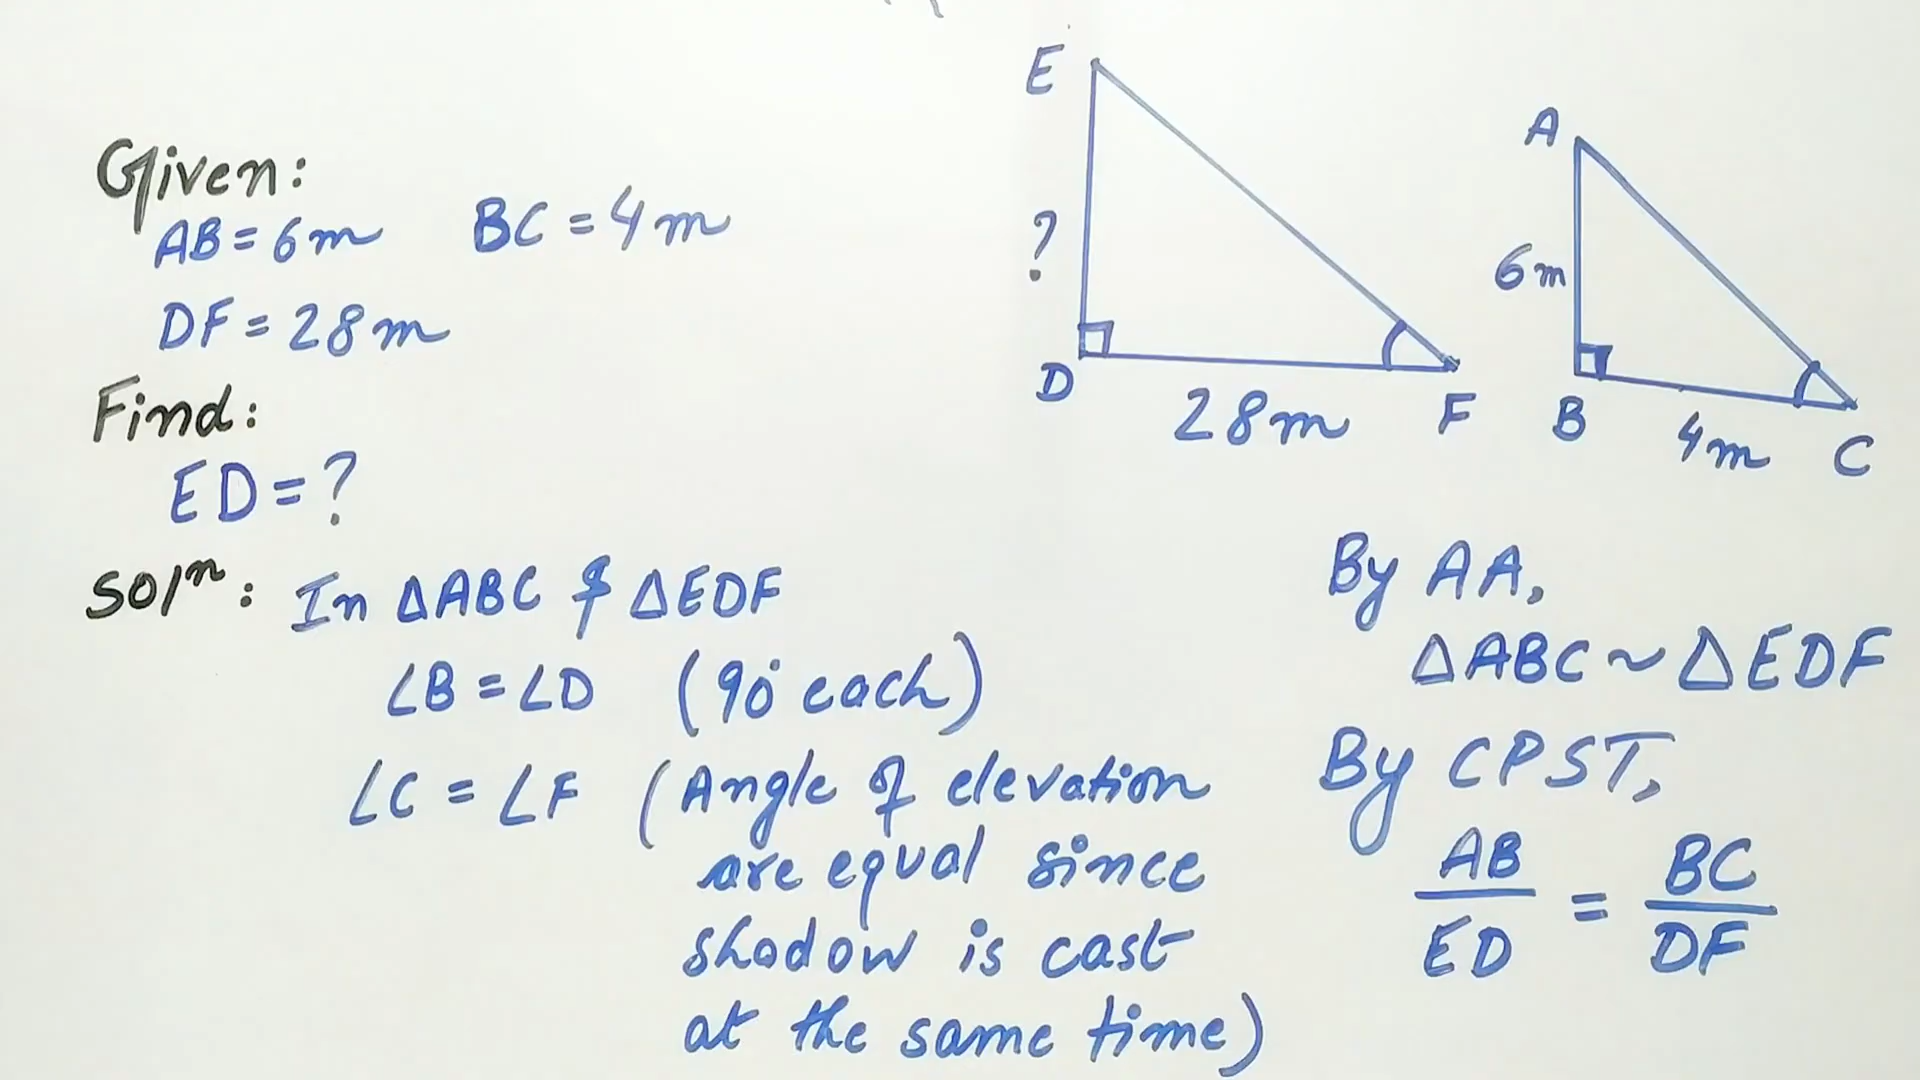 Given:
AB = 6m BC = 4m
DF = 28m
Find:
ED = ?
Solⁿ: In ΔABC & ΔEDF
∠B = ∠D (90° each)
∠C = ∠F (Angle of elevation
are equal since
shadow is cast
at the same time)
E
?
D
28m
F
A
6m
B
4m
C
By AA,
ΔABC ~ ΔEDF
By CPST,
AB/ED = BC/DF